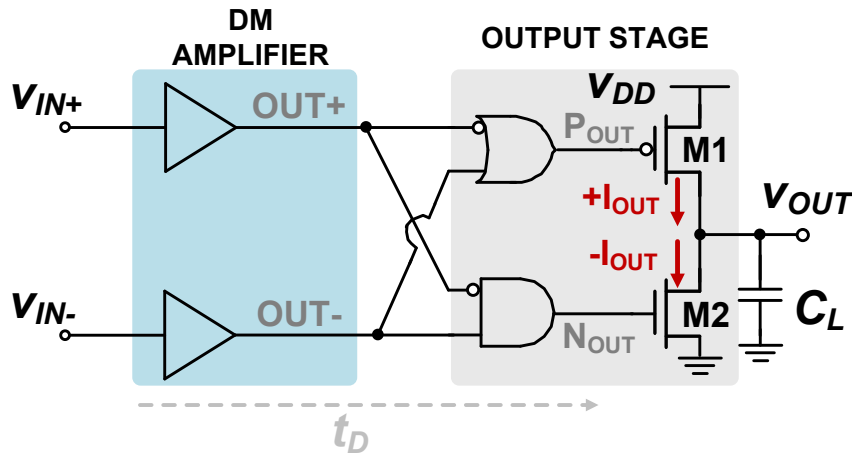 DM
AMPLIFIER
OUTPUT STAGE
vIN+
OUT+
vDD
POUT
M1
+IOUT
vOUT
-IOUT
vIN-
OUT-
NOUT
M2
CL
tD